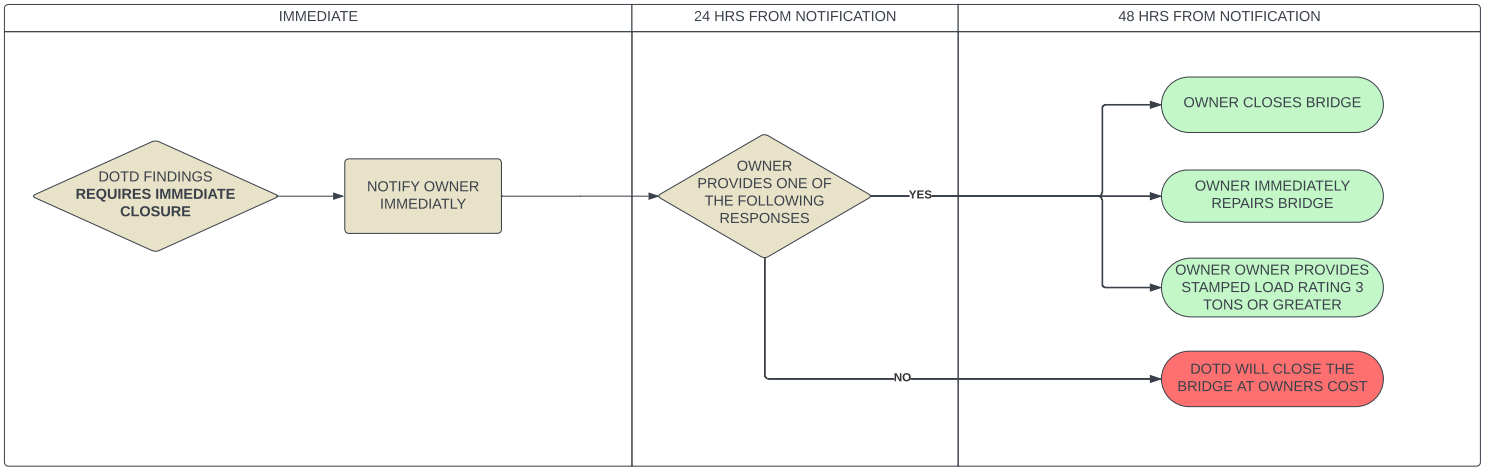 IMMEDIATE
24 HRS FROM NOTIFICATION
48 HRS FROM NOTIFICATION
DOTD FINDINGS
REQUIRES IMMEDIATE
CLOSURE
NOTIFY OWNER
IMMEDIATLY
OWNER
PROVIDES ONE OF
THE FOLLOWING
RESPONSES
YES
NO
OWNER CLOSES BRIDGE
OWNER IMMEDIATELY
REPAIRS BRIDGE
OWNER OWNER PROVIDES
STAMPED LOAD RATING 3
TONS OR GREATER
DOTD WILL CLOSE THE
BRIDGE AT OWNERS COST